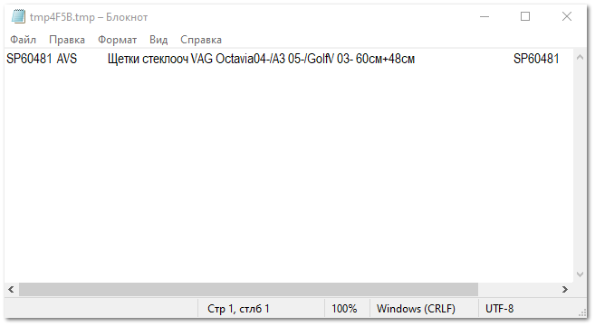 tmp4F5B.tmp – Блокнот
Файл Правка Формат Вид Справка
SP60481 AVS Щетки стеклооч VAG Octavia04-/A3 05-/GolfV 03- 60см+48см SP60481
Стр 1, стлб 1 100% Windows (CRLF) UTF-8